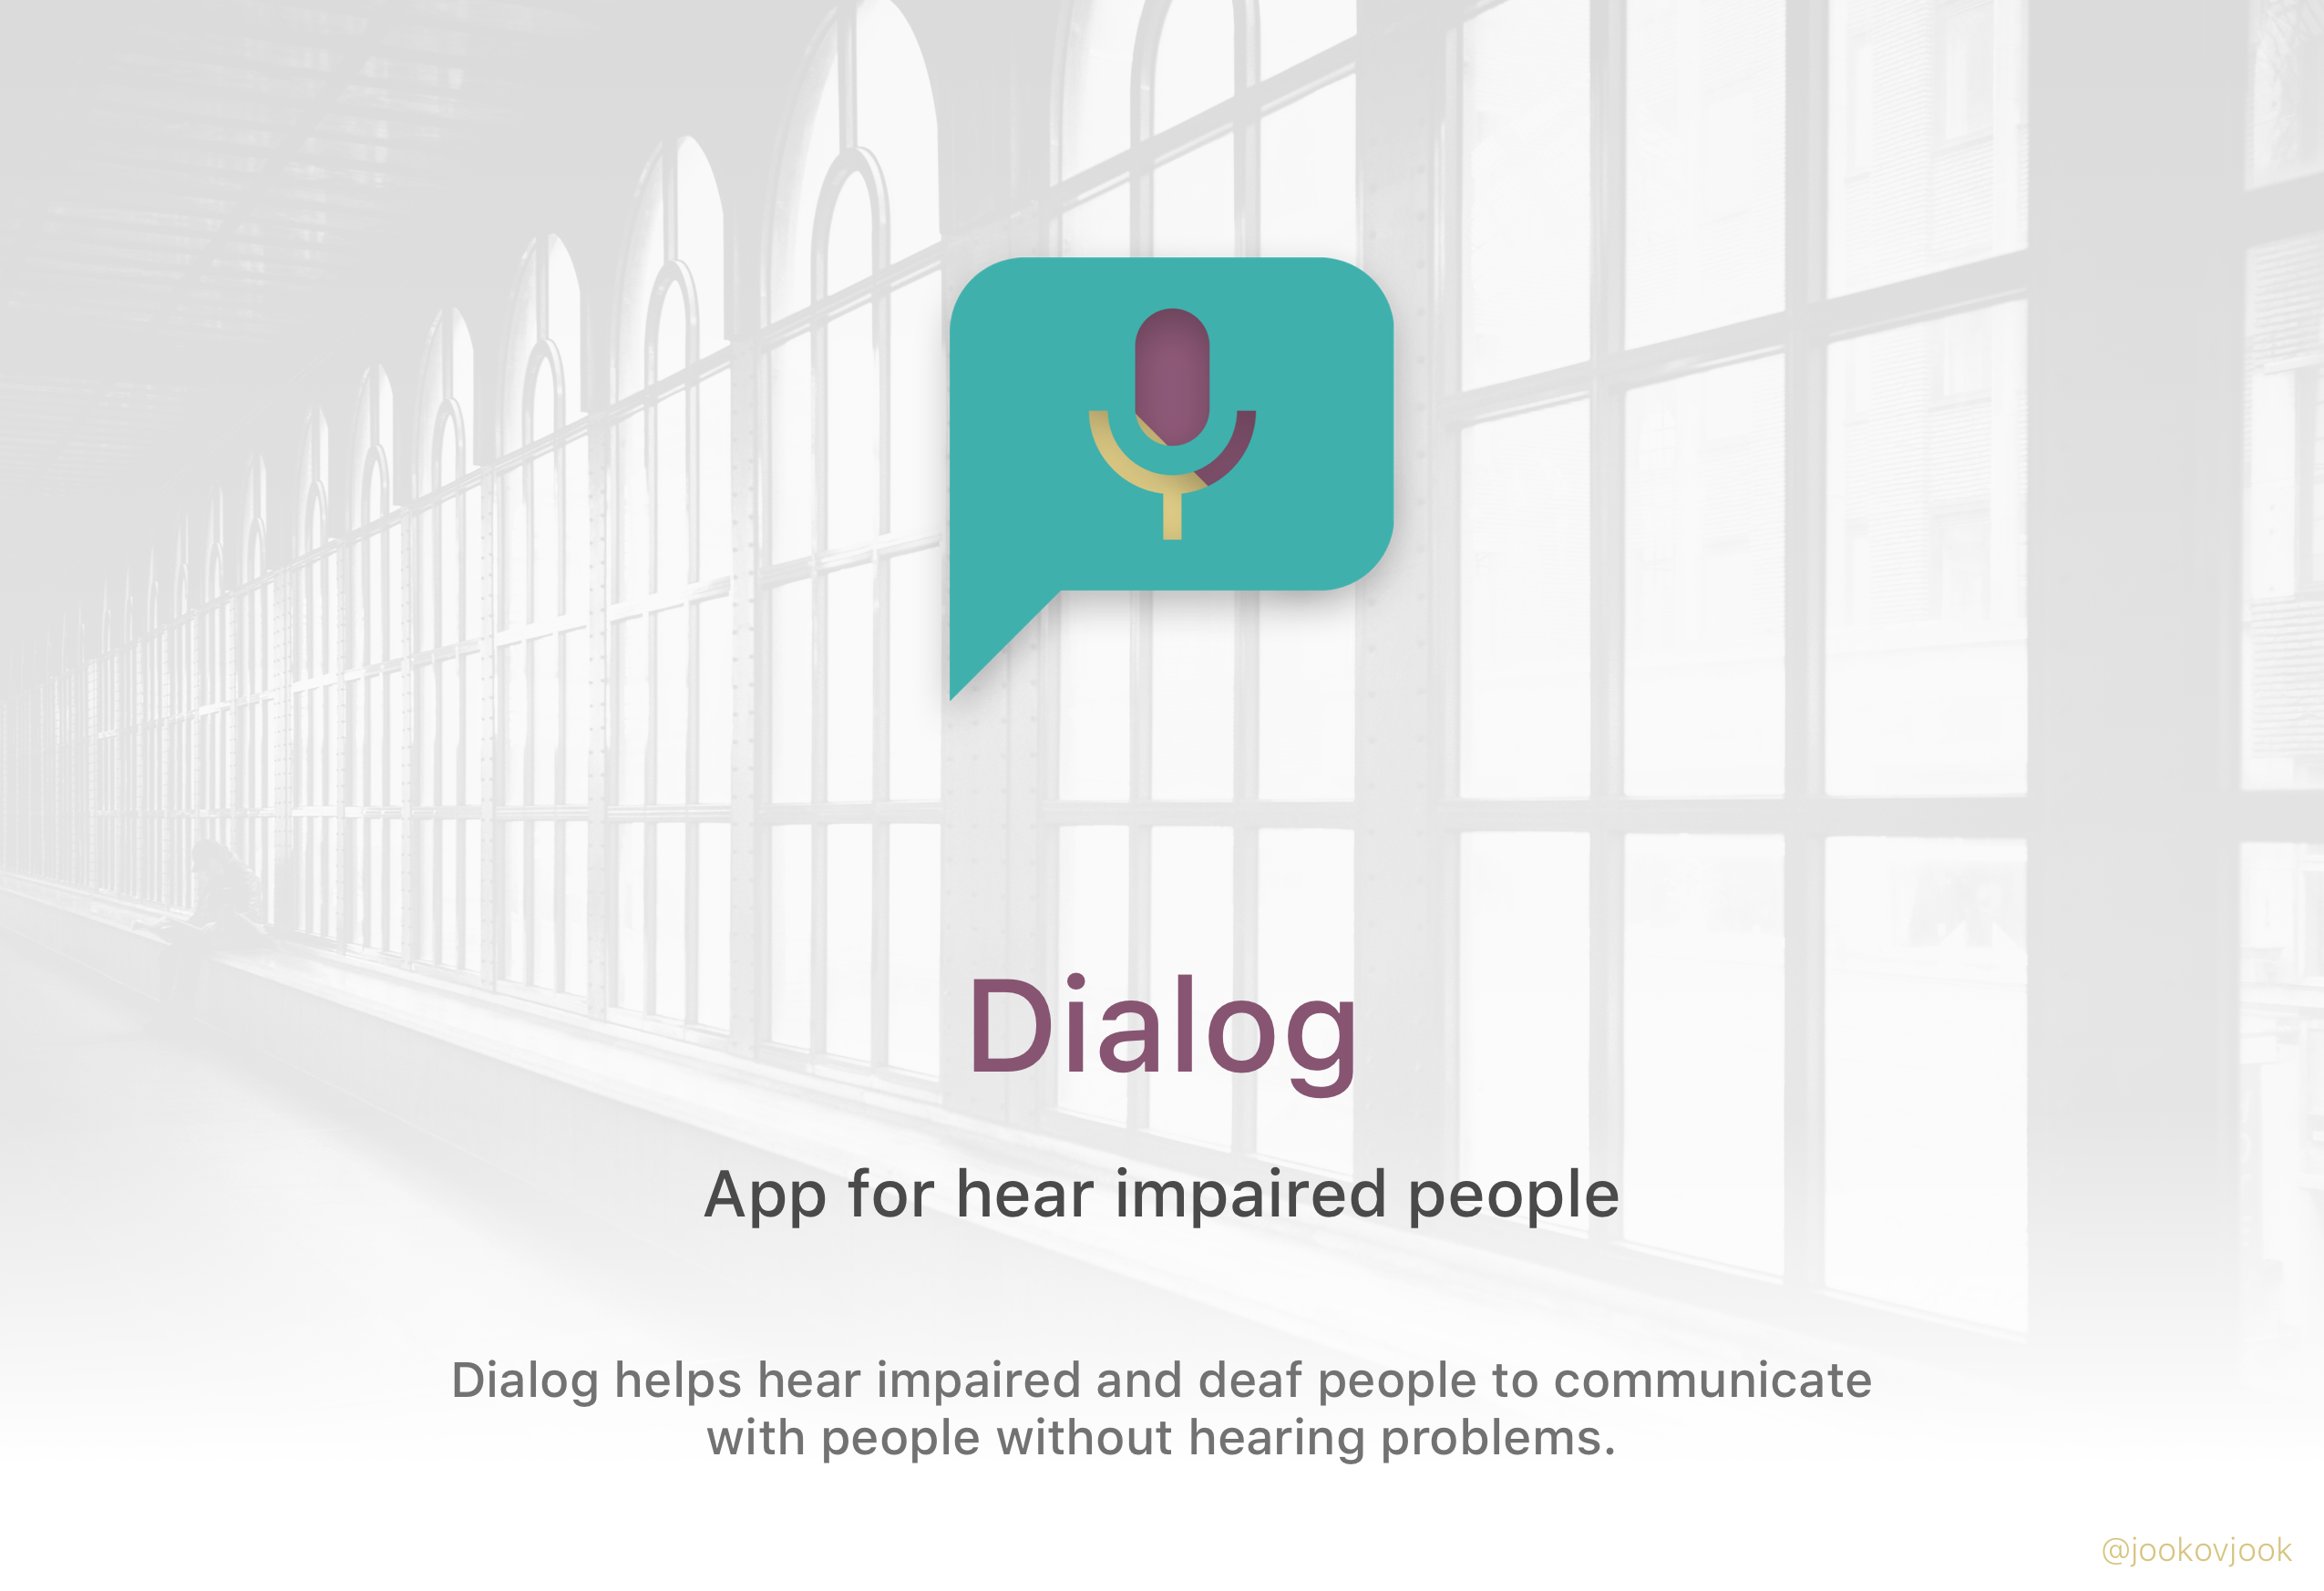 Dialog
App for hear impaired people
Dialog helps hear impaired and deaf people to communicate
with people without hearing problems.
@jookovjook